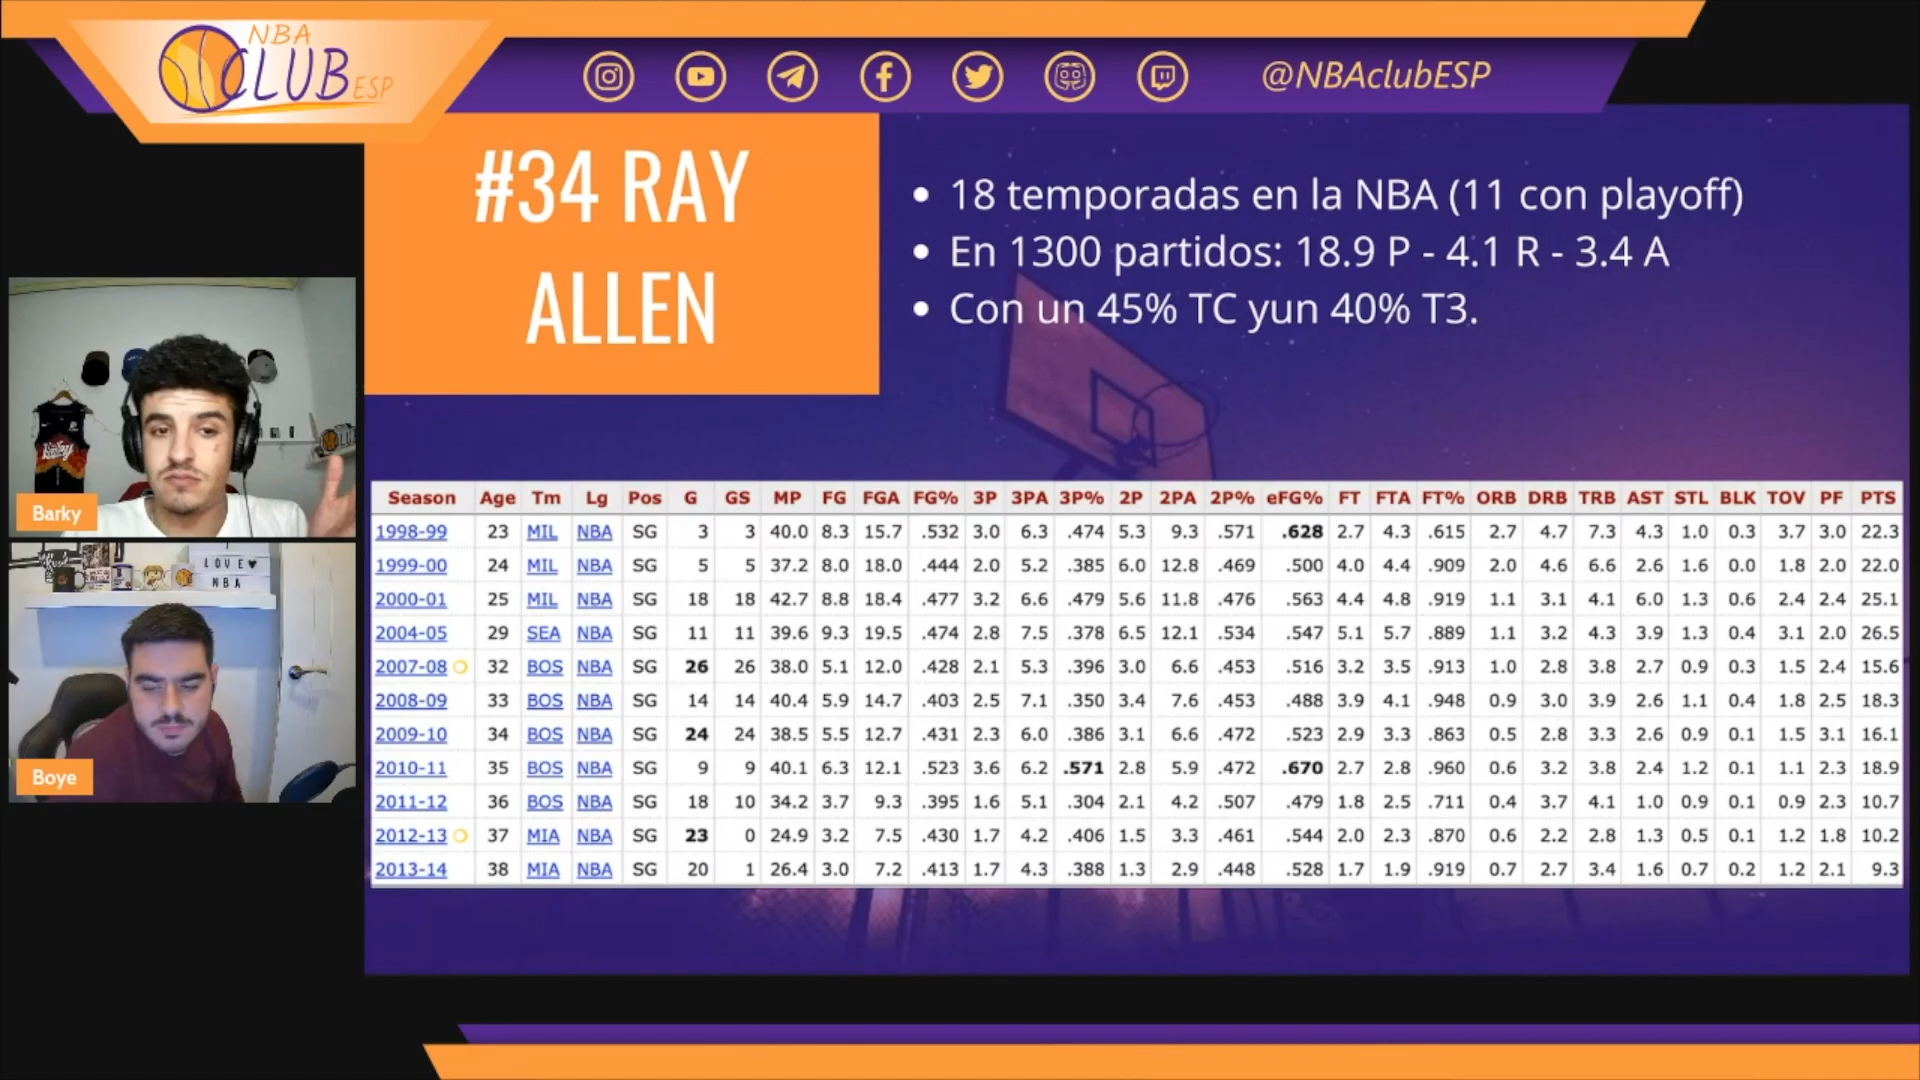 NBA
CLUB ESP
@NBAclubESP
#34 RAY
ALLEN
• 18 temporadas en la NBA (11 con playoff)
• En 1300 partidos: 18.9 P - 4.1 R - 3.4 A
• Con un 45% TC yun 40% T3.
Valley
Barky
LOVE♥
NBA
Boye
Season Age Tm Lg Pos G GS MP FG FGA FG% 3P 3PA 3P% 2P 2PA 2P% eFG% FT FTA FT% ORB DRB TRB AST STL BLK TOV PF PTS
1998-99 23 MIL NBA SG 3 3 40.0 8.3 15.7 .532 3.0 6.3 .474 5.3 9.3 .571 .628 2.7 4.3 .615 2.7 4.7 7.3 4.3 1.0 0.3 3.7 3.0 22.3
1999-00 24 MIL NBA SG 5 5 37.2 8.0 18.0 .444 2.0 5.2 .385 6.0 12.8 .469 .500 4.0 4.4 .909 2.0 4.6 6.6 2.6 1.6 0.0 1.8 2.0 22.0
2000-01 25 MIL NBA SG 18 18 42.7 8.8 18.4 .477 3.2 6.6 .479 5.6 11.8 .476 .563 4.4 4.8 .919 1.1 3.1 4.1 6.0 1.3 0.6 2.4 2.4 25.1
2004-05 29 SEA NBA SG 11 11 39.6 9.3 19.5 .474 2.8 7.5 .378 6.5 12.1 .534 .547 5.1 5.7 .889 1.1 3.2 4.3 3.9 1.3 0.4 3.1 2.0 26.5
2007-08 32 BOS NBA SG 26 26 38.0 5.1 12.0 .428 2.1 5.3 .396 3.0 6.6 .453 .516 3.2 3.5 .913 1.0 2.8 3.8 2.7 0.9 0.3 1.5 2.4 15.6
2008-09 33 BOS NBA SG 14 14 40.4 5.9 14.7 .403 2.5 7.1 .350 3.4 7.6 .453 .488 3.9 4.1 .948 0.9 3.0 3.9 2.6 1.1 0.4 1.8 2.5 18.3
2009-10 34 BOS NBA SG 24 24 38.5 5.5 12.7 .431 2.3 6.0 .386 3.1 6.6 .472 .523 2.9 3.3 .863 0.5 2.8 3.3 2.6 0.9 0.1 1.5 3.1 16.1
2010-11 35 BOS NBA SG 9 9 40.1 6.3 12.1 .523 3.6 6.2 .571 2.8 5.9 .472 .670 2.7 2.8 .960 0.6 3.2 3.8 2.4 1.2 0.1 1.1 2.3 18.9
2011-12 36 BOS NBA SG 18 10 34.2 3.7 9.3 .395 1.6 5.1 .304 2.1 4.2 .507 .479 1.8 2.5 .711 0.4 3.7 4.1 1.0 0.9 0.1 0.9 2.3 10.7
2012-13 37 MIA NBA SG 23 0 24.9 3.2 7.5 .430 1.7 4.2 .406 1.5 3.3 .461 .544 2.0 2.3 .870 0.6 2.2 2.8 1.3 0.5 0.1 1.2 1.8 10.2
2013-14 38 MIA NBA SG 20 1 26.4 3.0 7.2 .413 1.7 4.3 .388 1.3 2.9 .448 .528 1.7 1.9 .919 0.7 2.7 3.4 1.6 0.7 0.2 1.2 2.1 9.3